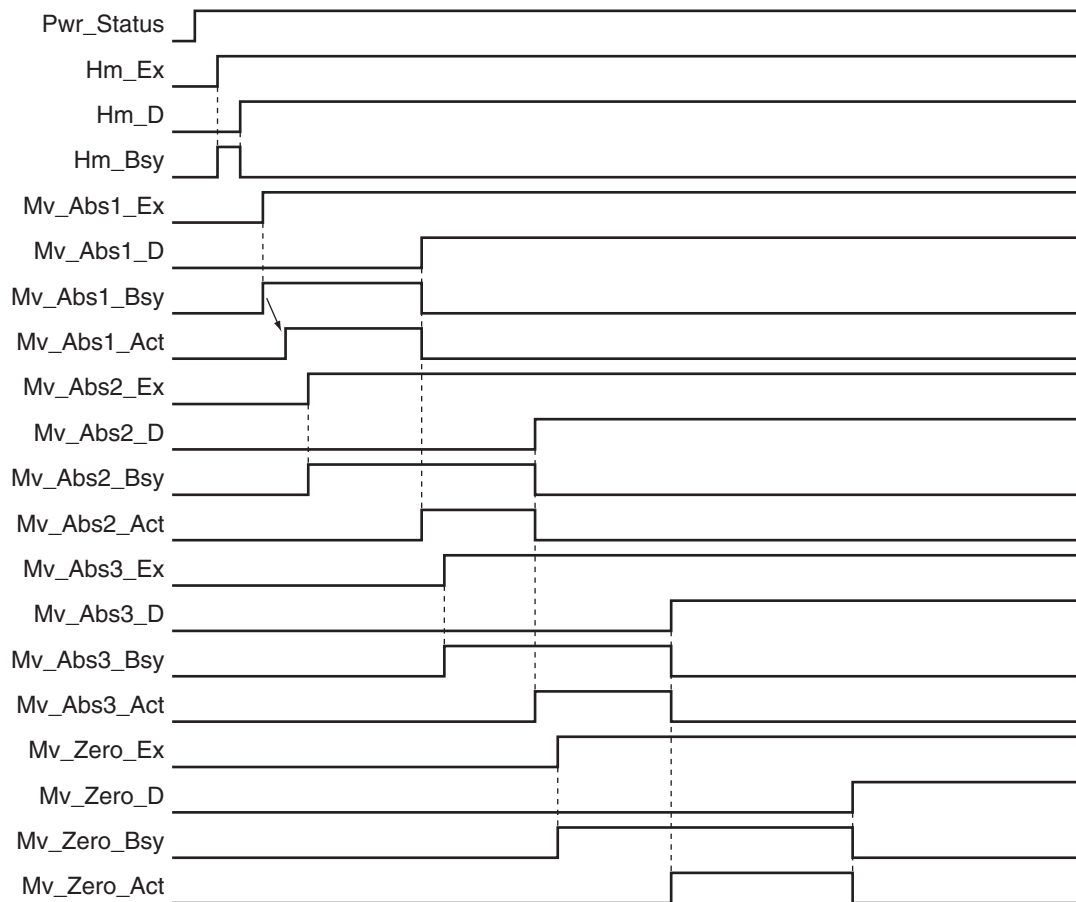 Pwr_Status
Hm_Ex
Hm_D
Hm_Bsy
Mv_Abs1_Ex
Mv_Abs1_D
Mv_Abs1_Bsy
Mv_Abs1_Act
Mv_Abs2_Ex
Mv_Abs2_D
Mv_Abs2_Bsy
Mv_Abs2_Act
Mv_Abs3_Ex
Mv_Abs3_D
Mv_Abs3_Bsy
Mv_Abs3_Act
Mv_Zero_Ex
Mv_Zero_D
Mv_Zero_Bsy
Mv_Zero_Act